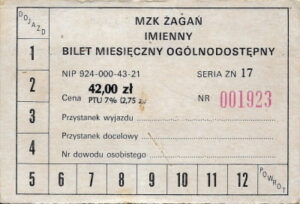 DOJAZD
MZK ŻAGAŃ
IMIENNY
BILET MIESIĘCZNY OGÓLNODOSTĘPNY
NIP 924-000-43-21
SERIA ŻN 17
Cena 42,00 zł
PTU 7% (2,75 zł)
NR 001923
Przystanek wyjazdu
Przystanek docelowy
Nr dowodu osobistego
1
2
3
4
5 6 7 8 9 10 11 12
POWRÓT